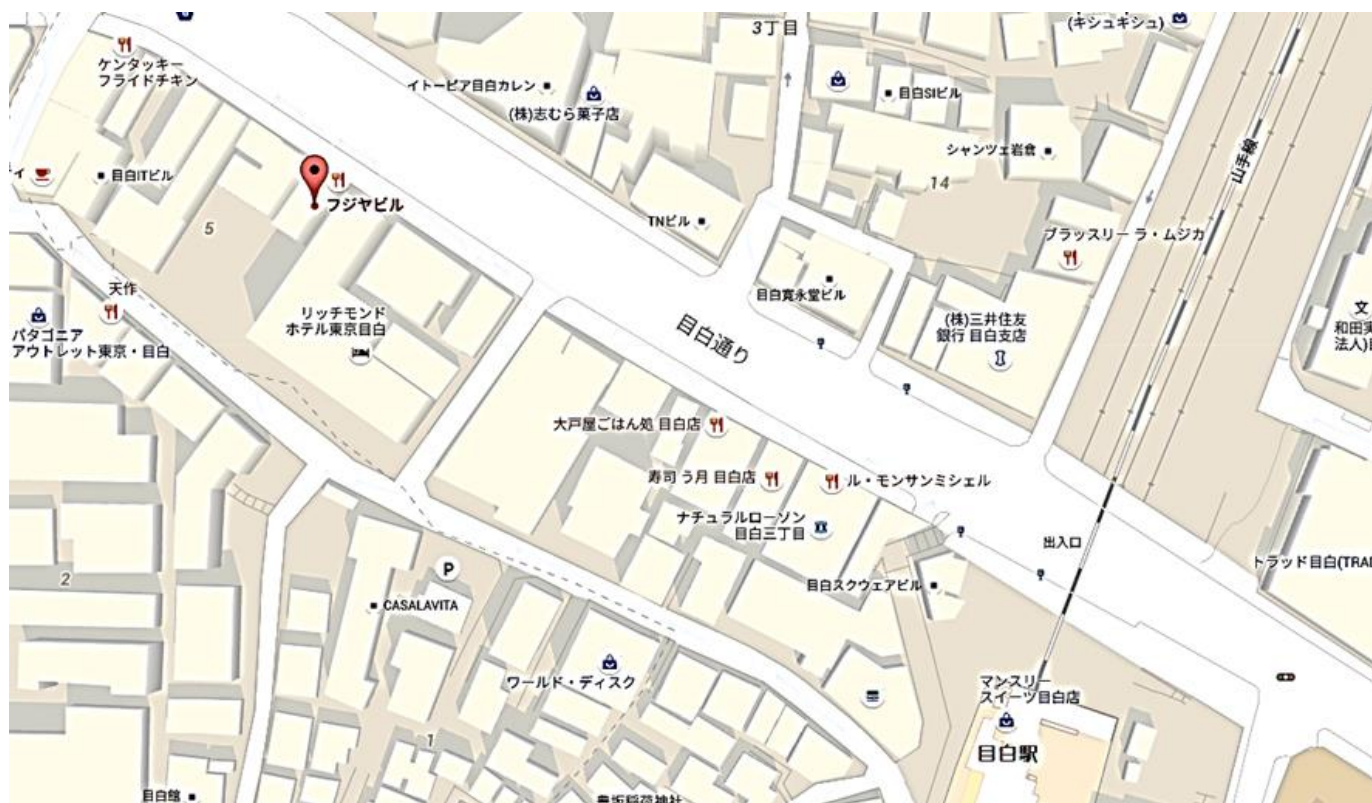 (キシュギシュ)
3丁目
ケンタッキー
フライドチキン
イトーピア目白カレン
(株)志むら菓子店
目白SIビル
シャンツェ岩倉
山手線
ィ
目白ITビル
14
フジヤビル
TNビル
5
ブラッスリー ラ・ムジカ
天作
目白寛永堂ビル
リッチモンド
ホテル東京目白
(株)三井住友
銀行 目白支店
文
和田実
法人)目
パタゴニア
アウトレット東京・目白
目白通り
大戸屋ごはん処 目白店
寿司 う月 目白店
ル・モンサンミシェル
ナチュラルローソン
目白三丁目
出入口
トラッド目白(TRAD
P
2
目白スクウェアビル
CASALAVITA
ワールド・ディスク
マンスリー
スイーツ目白店
1
目白駅
目白館
豊坂稲荷神社